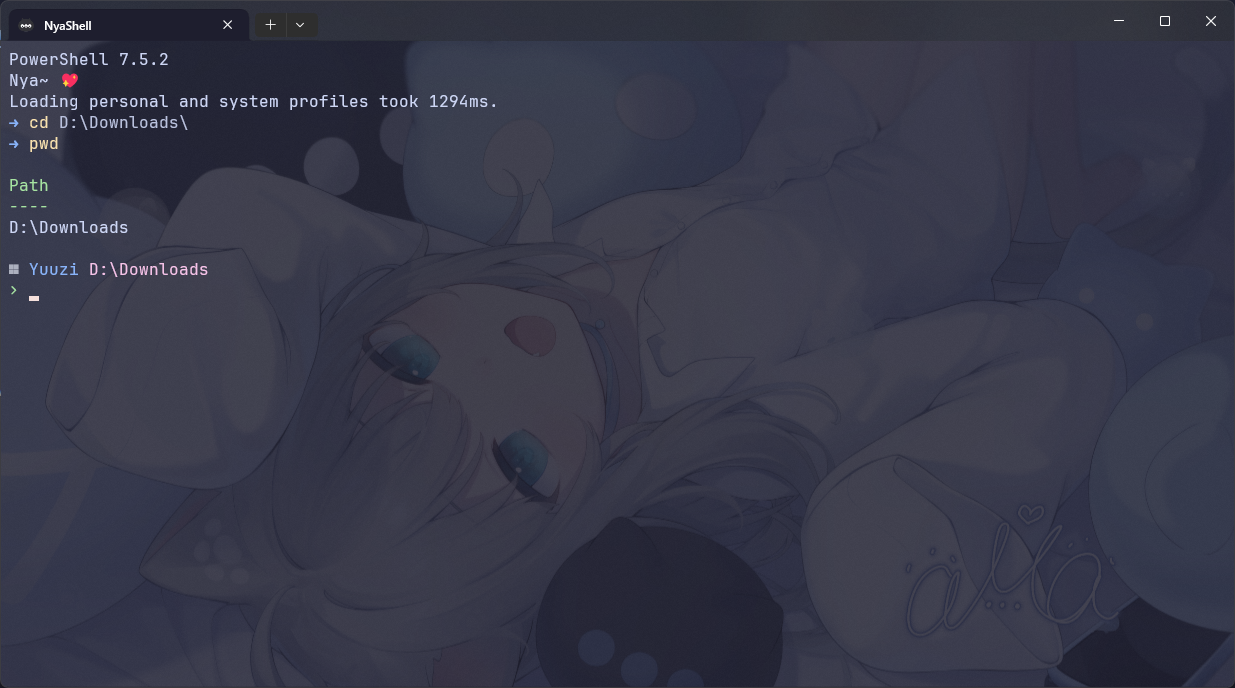 NyaShell
PowerShell 7.5.2
Nya~ 💖
Loading personal and system profiles took 1294ms.
→ cd D:\Downloads\
→ pwd
Path
----
D:\Downloads
Yuuzi D:\Downloads
›
alla